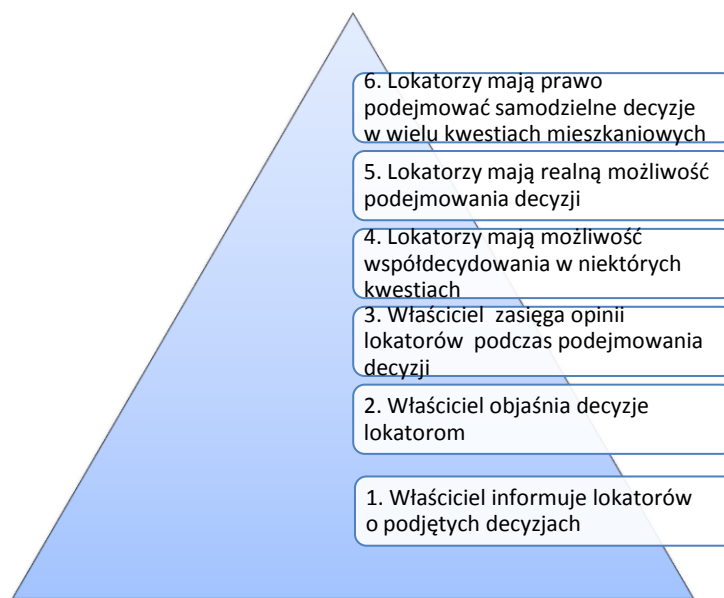 6. Lokatorzy mają prawo
podejmować samodzielne decyzje
w wielu kwestiach mieszkaniowych
5. Lokatorzy mają realną możliwość
podejmowania decyzji
4. Lokatorzy mają możliwość
współdecydowania w niektórych
kwestiach
3. Właściciel  zasięga opinii
lokatorów  podczas podejmowania
decyzji
2. Właściciel objaśnia decyzje
lokatorom
1. Właściciel informuje lokatorów
o podjętych decyzjach